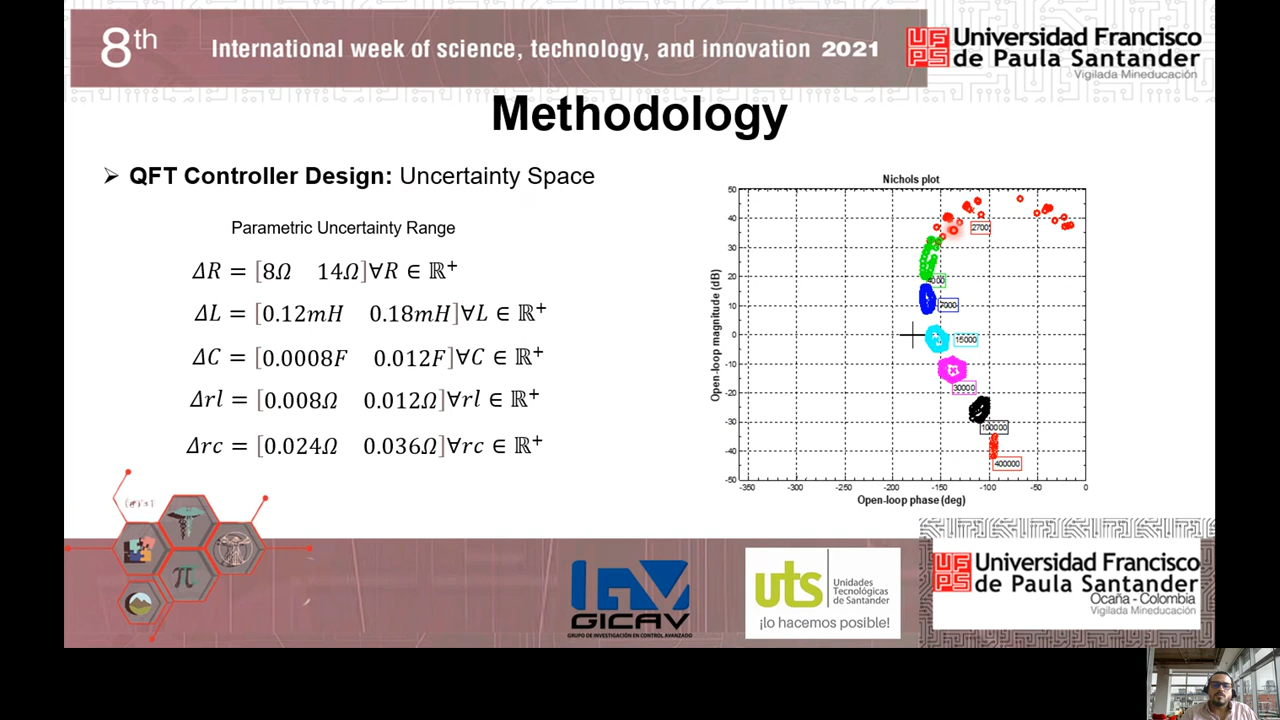 8th
International week of science, technology, and innovation 2021
UFPS
Universidad Francisco
de Paula Santander
Vigilada Mineducación
Methodology
➢ QFT Controller Design: Uncertainty Space
Parametric Uncertainty Range
ΔR = [8Ω 14Ω]∀R ∈ ℝ⁺
ΔL = [0.12mH 0.18mH]∀L ∈ ℝ⁺
ΔC = [0.0008F 0.012F]∀C ∈ ℝ⁺
Δrl = [0.008Ω 0.012Ω]∀rl ∈ ℝ⁺
Δrc = [0.024Ω 0.036Ω]∀rc ∈ ℝ⁺
Nichols plot
Open-loop magnitude (dB)
50
40
30
20
10
0
-10
-20
-30
-40
-50
2700
4000
7000
15000
30000
100000
400000
-350 -300 -250 -200 -150 -100 -50 0
Open-loop phase (deg)
π
GICAV
GRUPO DE INVESTIGACIÓN EN CONTROL AVANZADO
uts
Unidades
Tecnológicas
de Santander
¡lo hacemos posible!
UFPS
Universidad Francisco
de Paula Santander
Ocaña - Colombia
Vigilada Mineducación